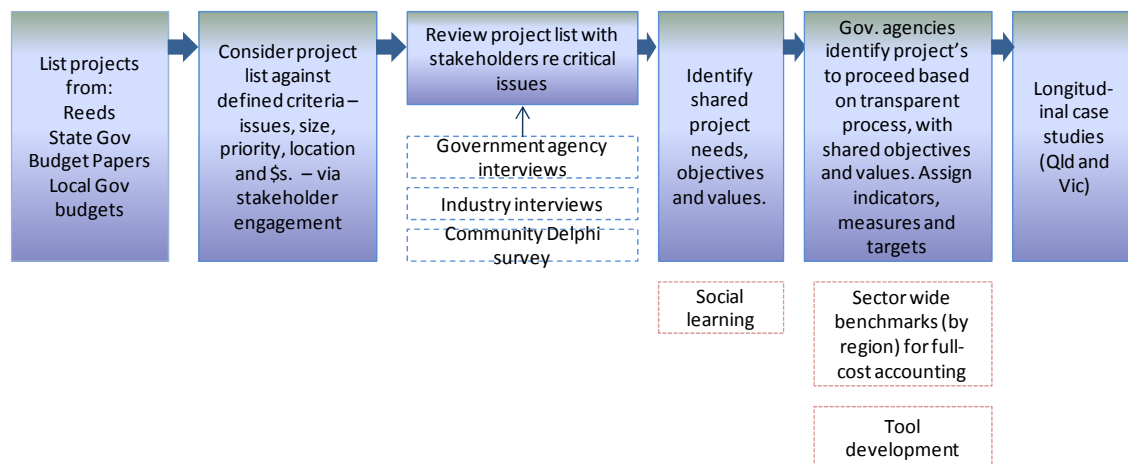 List projects
from:
Reeds
State Gov
Budget Papers
Local Gov
budgets
Consider project
list against
defined criteria –
issues, size,
priority, location
and $s. – via
stakeholder
engagement
Review project list with
stakeholders re critical
issues
Government agency
interviews
Industry interviews
Community Delphi
survey
Identify
shared
project
needs,
objectives
and values.
Social
learning
Gov. agencies
identify project's
to proceed based
on transparent
process, with
shared objectives
and values. Assign
indicators,
measures and
targets
Sector wide
benchmarks (by
region) for full-
cost accounting
Tool
development
Longitud-
inal case
studies
(Qld and
Vic)